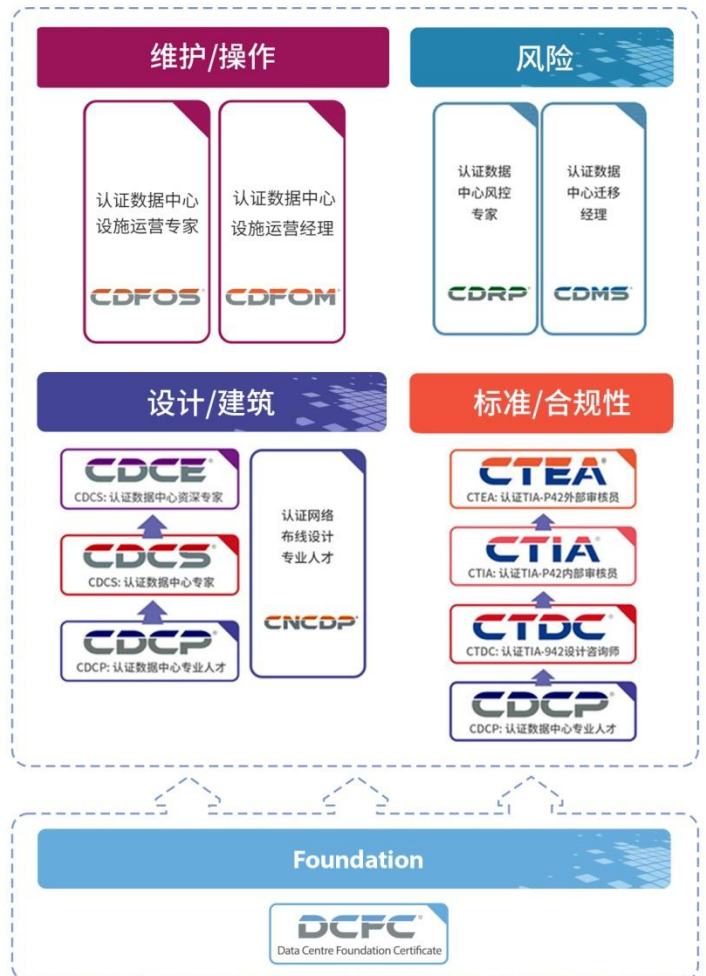 维护/操作
认证数据中心
设施运营专家
CDFOS®
认证数据中心
设施运营经理
CDFOM®
风险
认证数据
中心风控
专家
CDRP®
认证数据
中心迁移
经理
CDMS®
设计/建筑
CDCE®
CDCS: 认证数据中心资深专家
CDCS®
CDCS: 认证数据中心专家
CDCP®
CDCP: 认证数据中心专业人才
认证网络
布线设计
专业人才
CNCDP®
标准/合规性
CTEA®
CTEA: 认证TIA-P42外部审核员
CTIA®
CTIA: 认证TIA-P42内部审核员
CTDC®
CTDC: 认证TIA-942设计咨询师
CDCP®
CDCP: 认证数据中心专业人才
Foundation
DCFC®
Data Centre Foundation Certificate